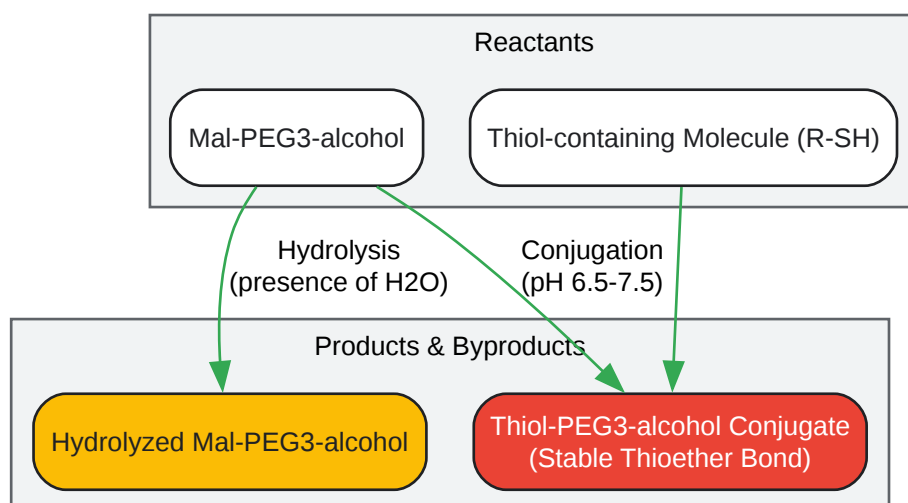 Reactants
Mal-PEG3-alcohol
Thiol-containing Molecule (R-SH)
Hydrolysis
(presence of H2O)
Conjugation
(pH 6.5-7.5)
Products & Byproducts
Hydrolyzed Mal-PEG3-alcohol
Thiol-PEG3-alcohol Conjugate
(Stable Thioether Bond)